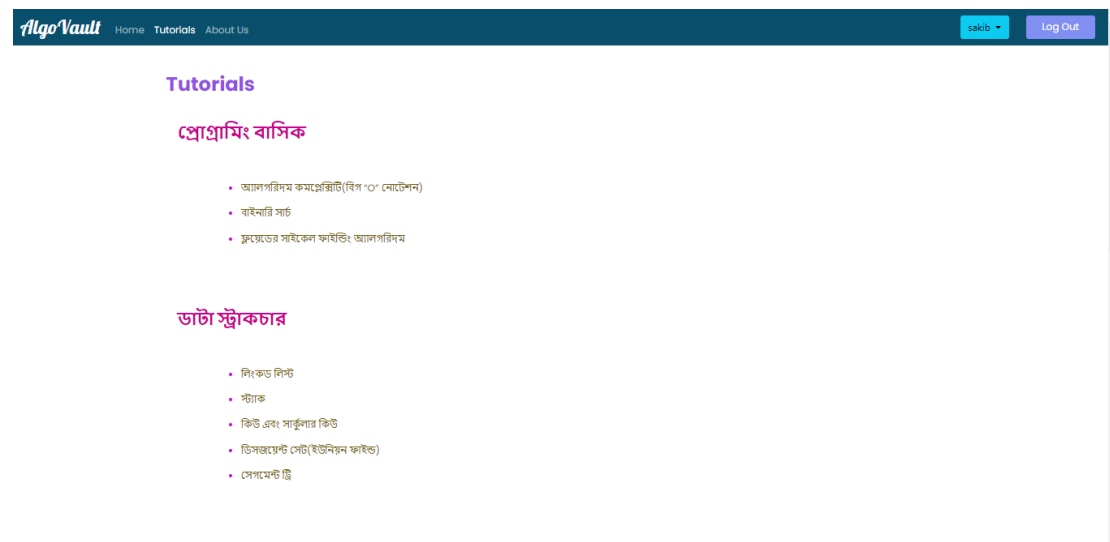 AlgoVault Home Tutorials About Us sakib Log Out
Tutorials
প্রোগ্রামিং বাসিক
অ্যালগরিদম কমপ্লেক্সিটি(বিগ “O” নোটেশন)
বাইনারি সার্চ
ফ্লয়েডের সাইকেল ফাইন্ডিং অ্যালগরিদম
ডাটা স্ট্রাকচার
লিংকড লিস্ট
স্ট্যাক
কিউ এবং সার্কুলার কিউ
ডিসজয়েন্ট সেট(ইউনিয়ন ফাইন্ড)
সেগমেন্ট ট্রি